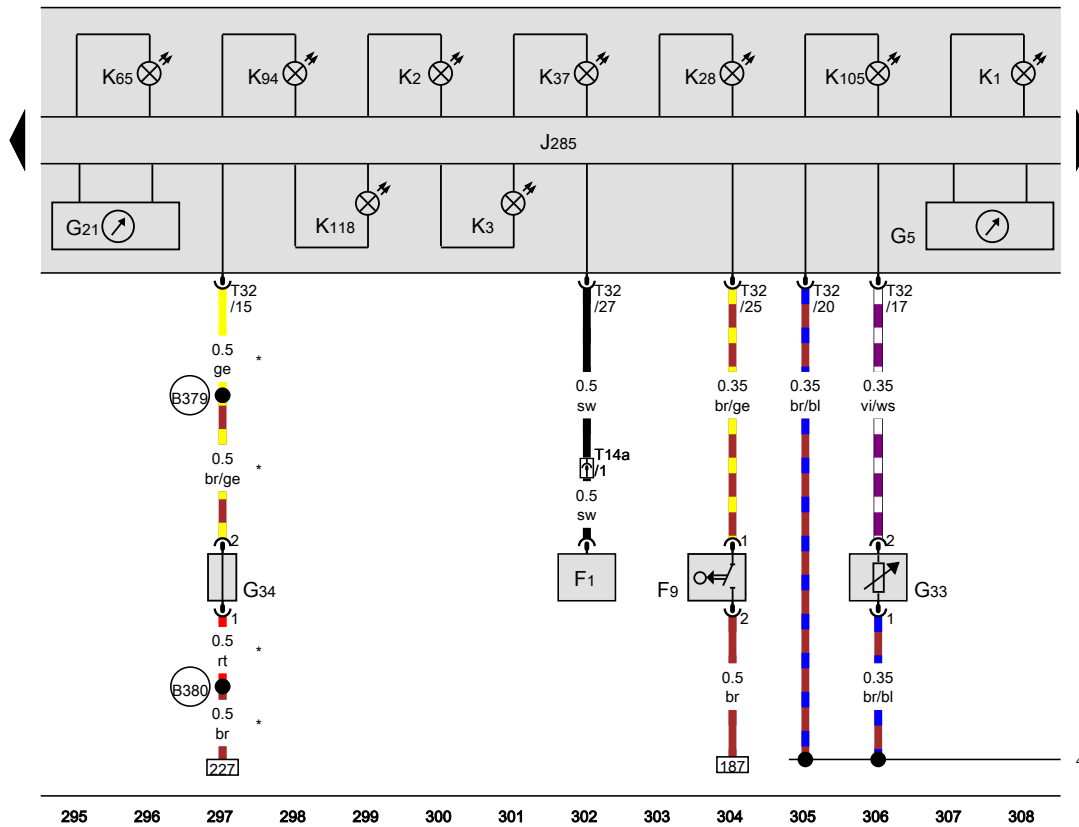 K65 K94 K2 K37 K28 K105 K1
J285
G21 K118 K3 G5
T32 T32 T32 T32 T32
/15 /27 /25 /20 /17
0.5 *
ge
0.5 0.35 0.35 0.35
sw br/ge br/bl vi/ws
B379
0.5 *
br/ge
T14a
/1
0.5
sw
2 1 2
G34 F1 F9 G33
1 2 1
0.5 *
rt
0.5 0.35
br br/bl
B380
0.5 *
br
227 187
295 296 297 298 299 300 301 302 303 304 305 306 307 308